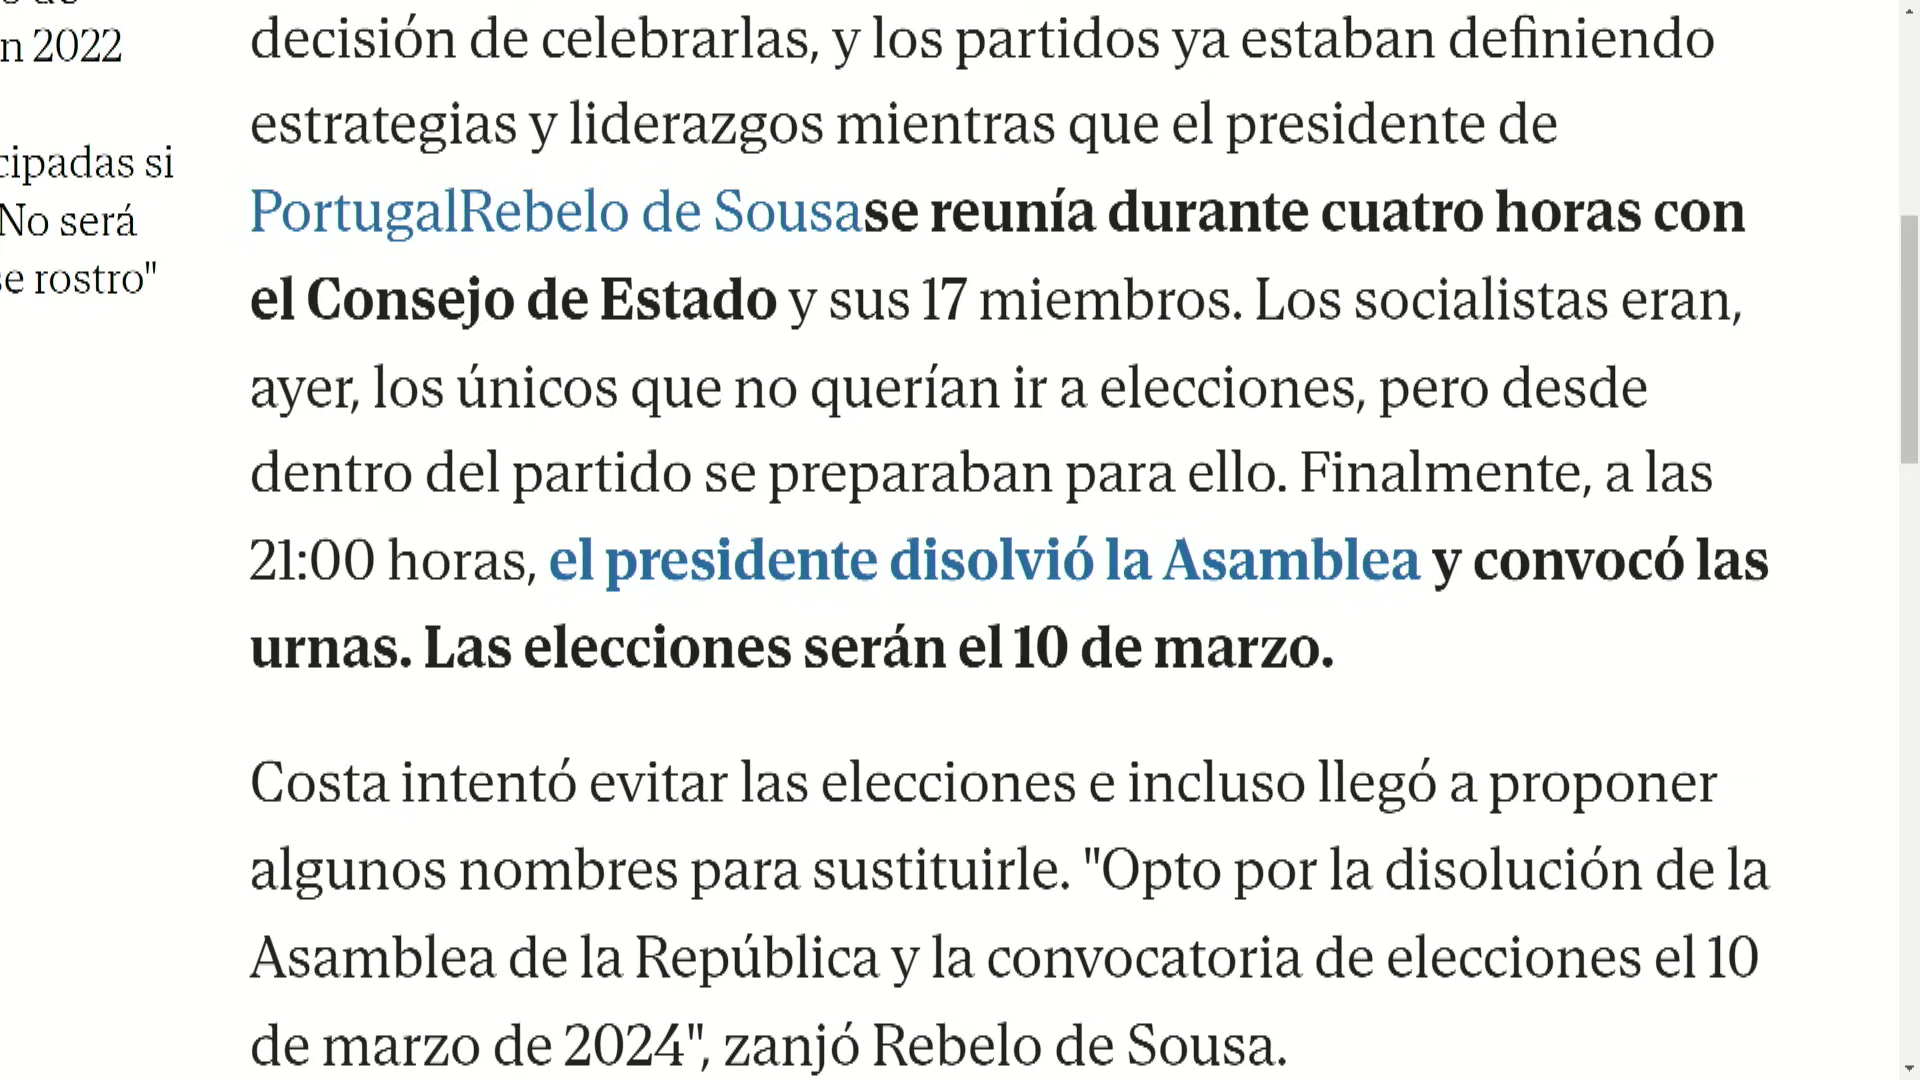 n 2022
cipadas si
No será
se rostro"
decisión de celebrarlas, y los partidos ya estaban definiendo
estrategias y liderazgos mientras que el presidente de
PortugalRebelo de Sousase reunía durante cuatro horas con
el Consejo de Estado y sus 17 miembros. Los socialistas eran,
ayer, los únicos que no querían ir a elecciones, pero desde
dentro del partido se preparaban para ello. Finalmente, a las
21:00 horas, el presidente disolvió la Asamblea y convocó las
urnas. Las elecciones serán el 10 de marzo.
Costa intentó evitar las elecciones e incluso llegó a proponer
algunos nombres para sustituirle. "Opto por la disolución de la
Asamblea de la República y la convocatoria de elecciones el 10
de marzo de 2024", zanjó Rebelo de Sousa.